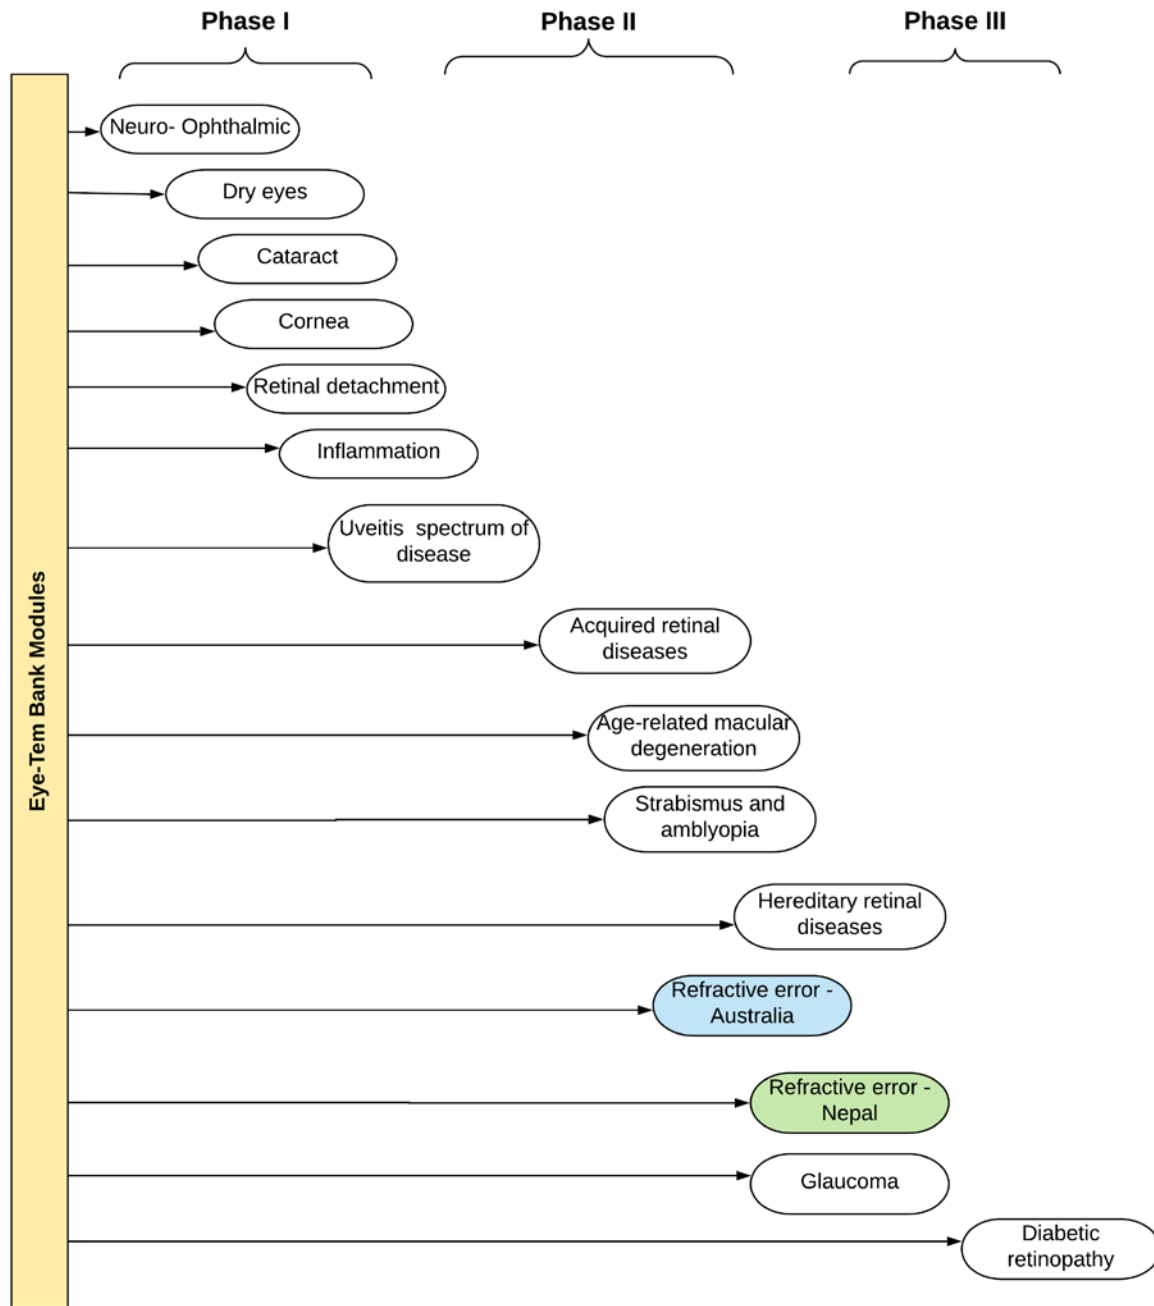 Phase I
Phase II
Phase III
Eye-Tem Bank Modules
Neuro- Ophthalmic
Dry eyes
Cataract
Cornea
Retinal detachment
Inflammation
Uveitis spectrum of
disease
Acquired retinal
diseases
Age-related macular
degeneration
Strabismus and
amblyopia
Hereditary retinal
diseases
Refractive error -
Australia
Refractive error -
Nepal
Glaucoma
Diabetic
retinopathy